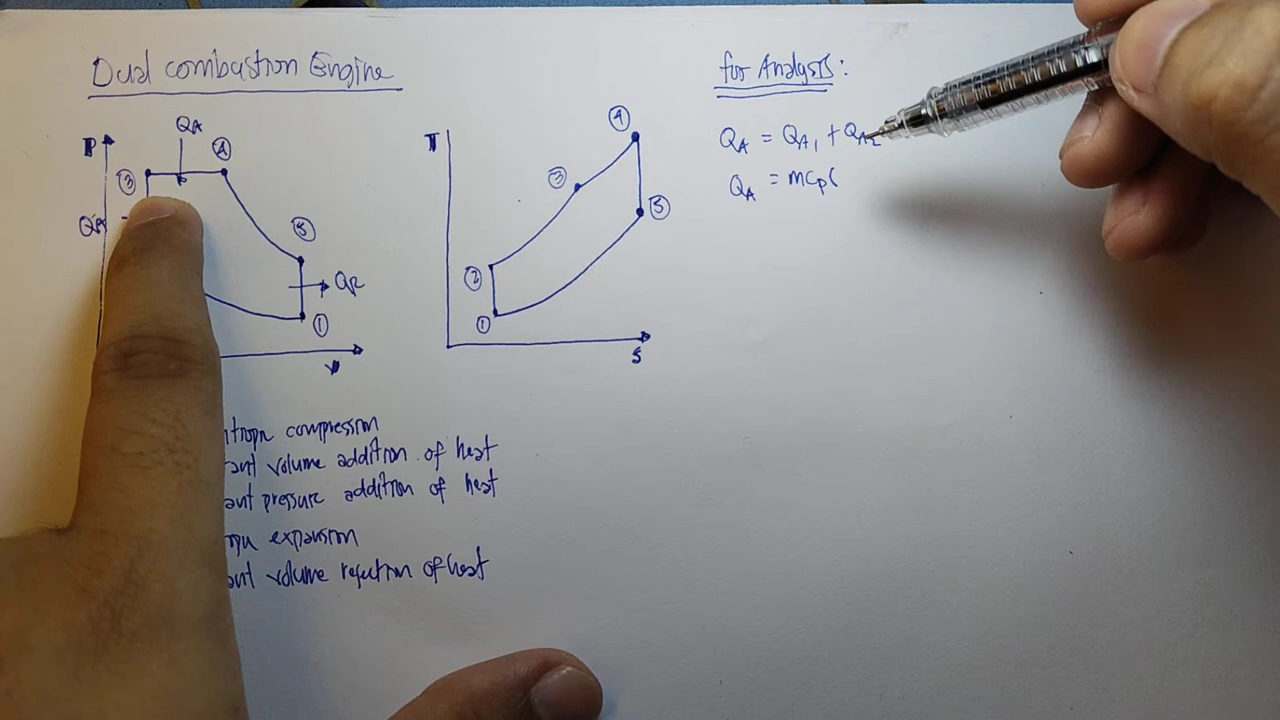 Dual combustion Engine
for Analysis:
QA
P
3
4
QA
5
QR
1
V
T
4
3
5
2
1
S
QA = QA1 + QA2
QA = mcp(
compression
volume addition of heat
pressure addition of heat
expansion
volume rejection of heat